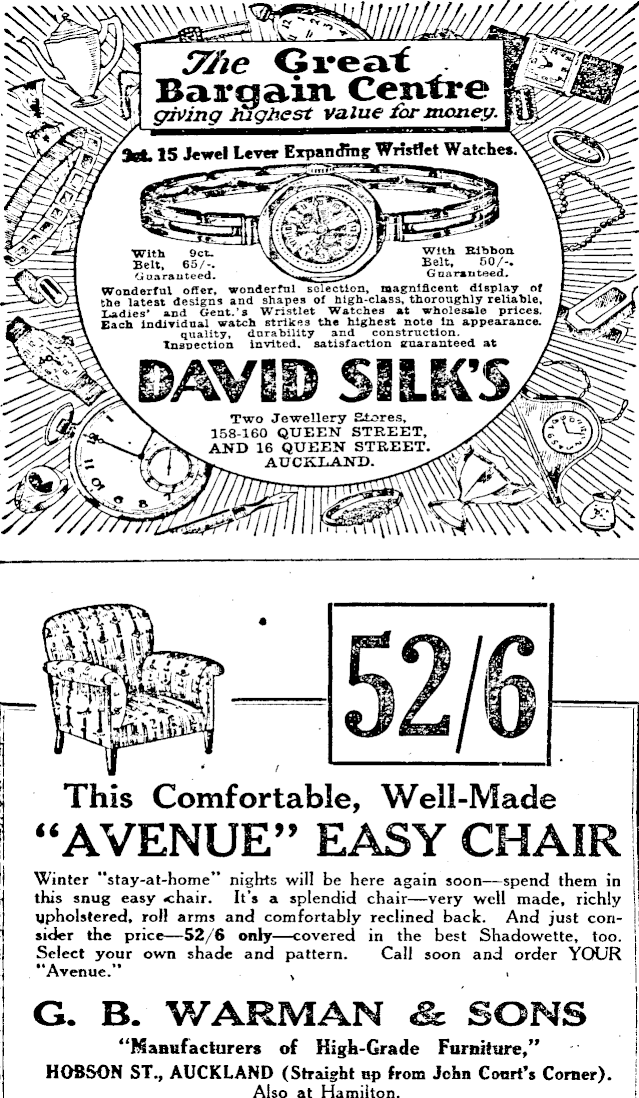 The Great
Bargain Centre
giving highest value for money.
9ct. 15 Jewel Lever Expanding Wristlet Watches.
With 9ct.
Belt, 65/-.
Guaranteed.
With Ribbon
Belt, 50/-.
Guaranteed.
Wonderful offer, wonderful selection, magnificent display of
the latest designs and shapes of high-class, thoroughly reliable,
Ladies' and Gent.'s Wristlet Watches at wholesale prices.
Each individual watch strikes the highest note in appearance.
quality, durability and construction.
Inspection invited, satisfaction guaranteed at
DAVID SILK'S
Two Jewellery Stores,
158-160 QUEEN STREET,
AND 16 QUEEN STREET.
AUCKLAND.
52/6
This Comfortable, Well-Made
"AVENUE" EASY CHAIR
Winter "stay-at-home" nights will be here again soon—spend them in
this snug easy chair. It's a splendid chair—very well made, richly
upholstered, roll arms and comfortably reclined back. And just con-
sider the price—52/6 only—covered in the best Shadowette, too.
Select your own shade and pattern. Call soon and order YOUR
"Avenue."
G. B. WARMAN & SONS
"Manufacturers of High-Grade Furniture,"
HOBSON ST., AUCKLAND (Straight up from John Court's Corner).
Also at Hamilton.